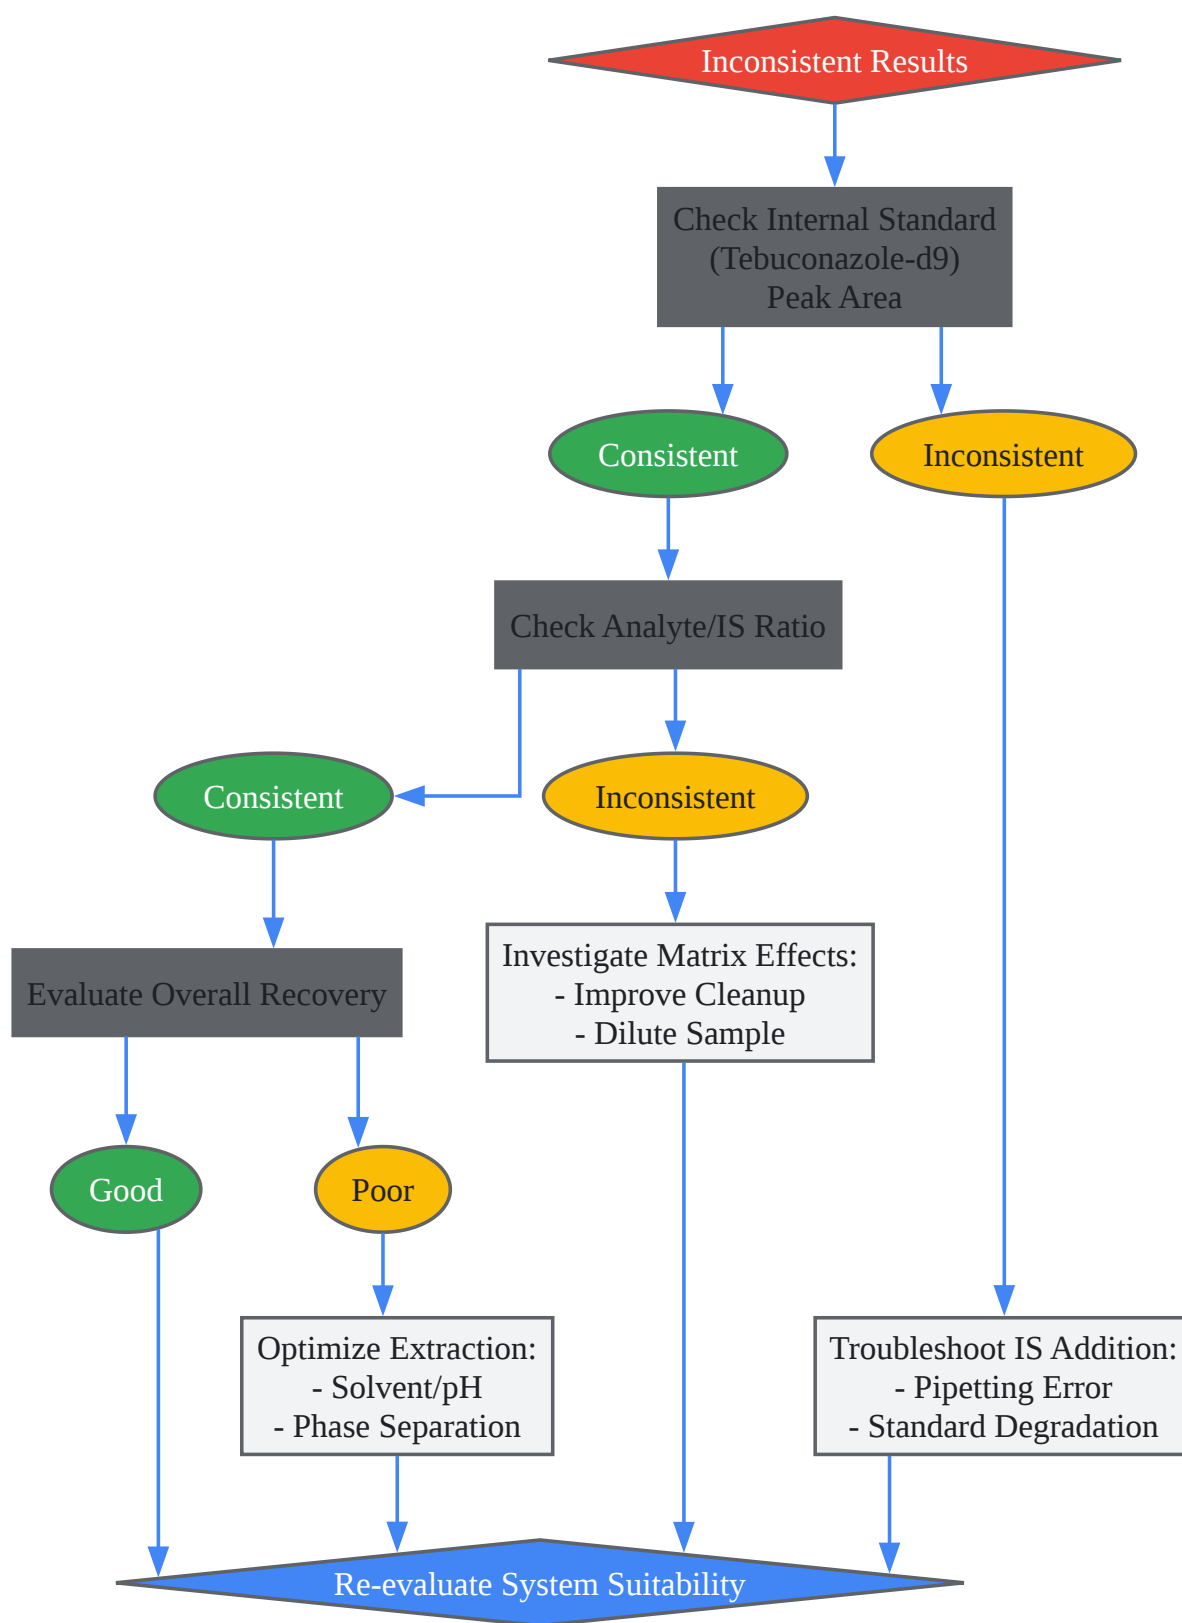 Inconsistent Results
Check Internal Standard
(Tebuconazole-d9)
Peak Area
Consistent
Inconsistent
Check Analyte/IS Ratio
Consistent
Inconsistent
Investigate Matrix Effects:
- Improve Cleanup
- Dilute Sample
Evaluate Overall Recovery
Good
Poor
Optimize Extraction:
- Solvent/pH
- Phase Separation
Troubleshoot IS Addition:
- Pipetting Error
- Standard Degradation
Re-evaluate System Suitability